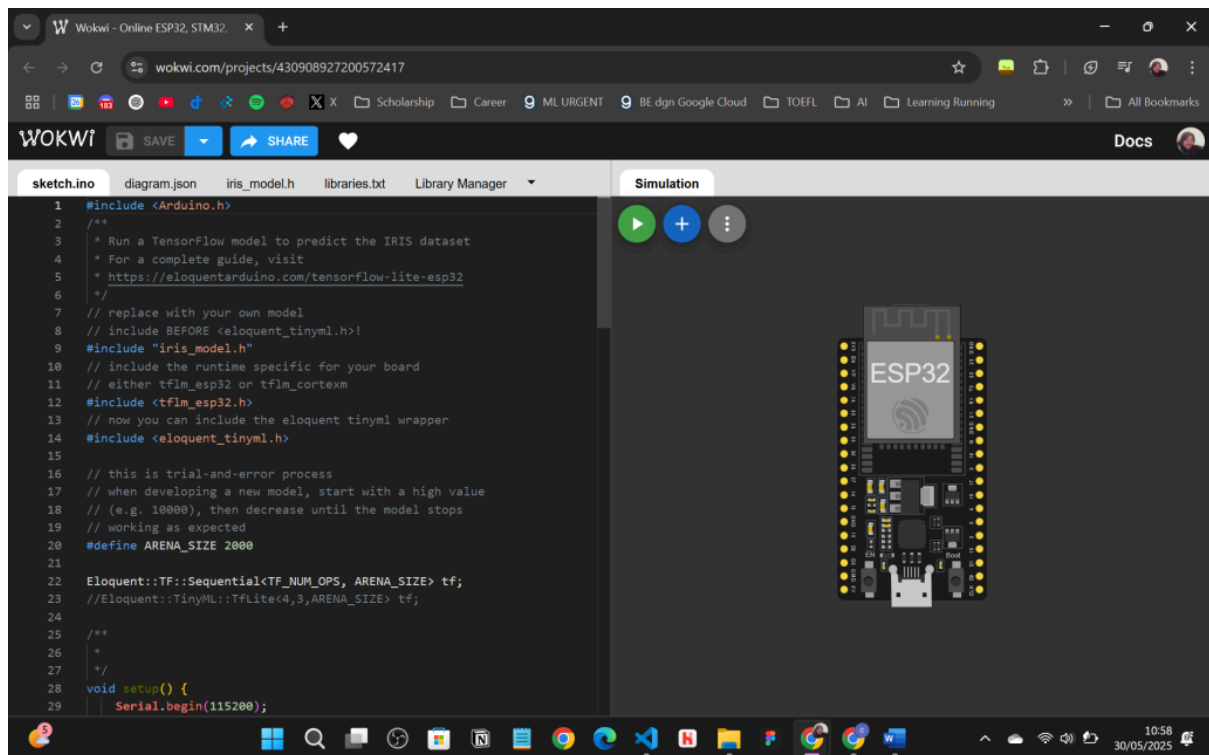 Wokwi - Online ESP32, STM32,
wokwi.com/projects/430908927200572417
X Scholarship Career ML URGENT BE dgn Google Cloud TOEFL AI Learning Running » All Bookmarks
WOKWI SAVE SHARE Docs
sketch.ino diagram.json iris_model.h libraries.txt Library Manager Simulation
1 #include <Arduino.h>
2 /**
3 * Run a TensorFlow model to predict the IRIS dataset
4 * For a complete guide, visit
5 * https://eloquentarduino.com/tensorflow-lite-esp32
6 */
7 // replace with your own model
8 // include BEFORE <eloquent_tinyml.h>!
9 #include "iris_model.h"
10 // include the runtime specific for your board
11 // either tflm_esp32 or tflm_cortexm
12 #include <tflm_esp32.h>
13 // now you can include the eloquent tinyml wrapper
14 #include <eloquent_tinyml.h>
15
16 // this is trial-and-error process
17 // when developing a new model, start with a high value
18 // (e.g. 10000), then decrease until the model stops
19 // working as expected
20 #define ARENA_SIZE 2000
21
22 Eloquent::TF::Sequential<TF_NUM_OPS, ARENA_SIZE> tf;
23 //Eloquent::TinyML::TfLite<4,3,ARENA_SIZE> tf;
24
25 /**
26 *
27 */
28 void setup() {
29 Serial.begin(115200);
ESP32
EN Boot
5
10:58
30/05/2025